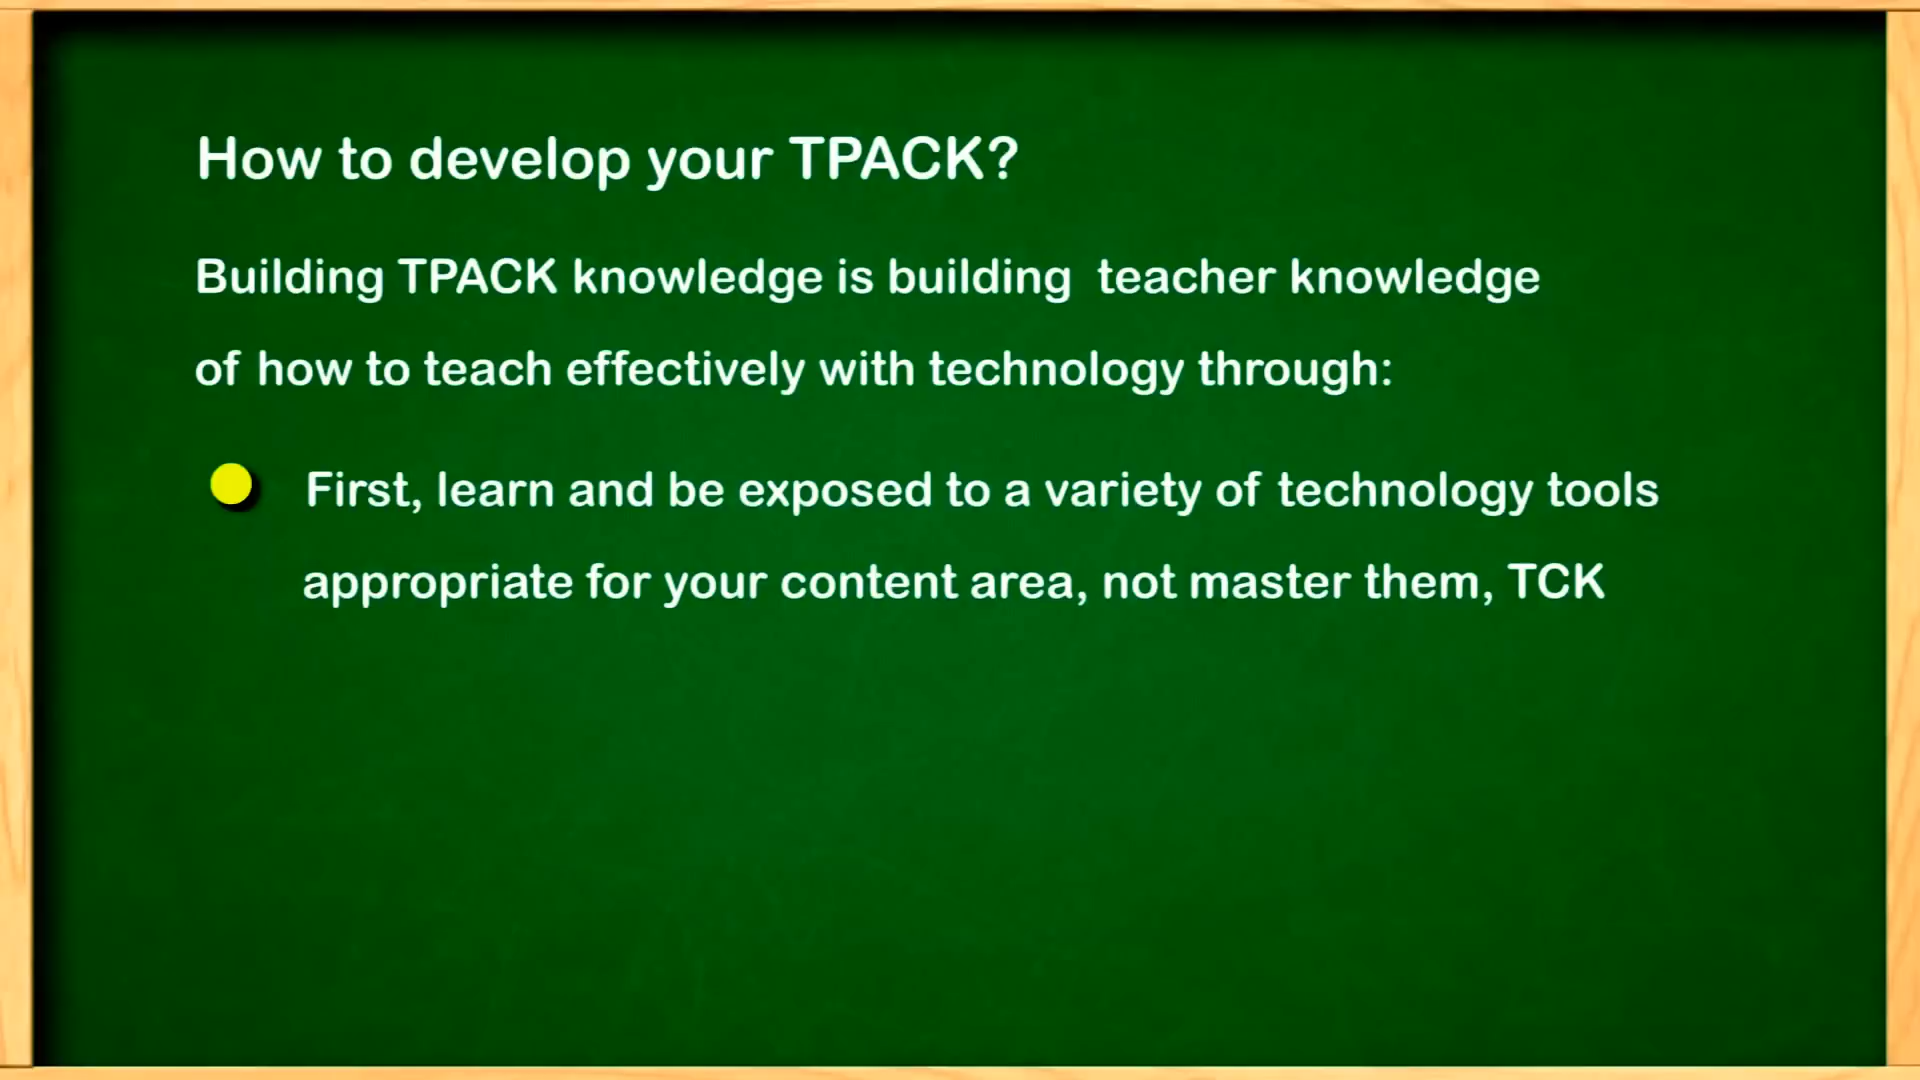 How to develop your TPACK?
Building TPACK knowledge is building  teacher knowledge
of how to teach effectively with technology through:
First, learn and be exposed to a variety of technology tools
appropriate for your content area, not master them, TCK